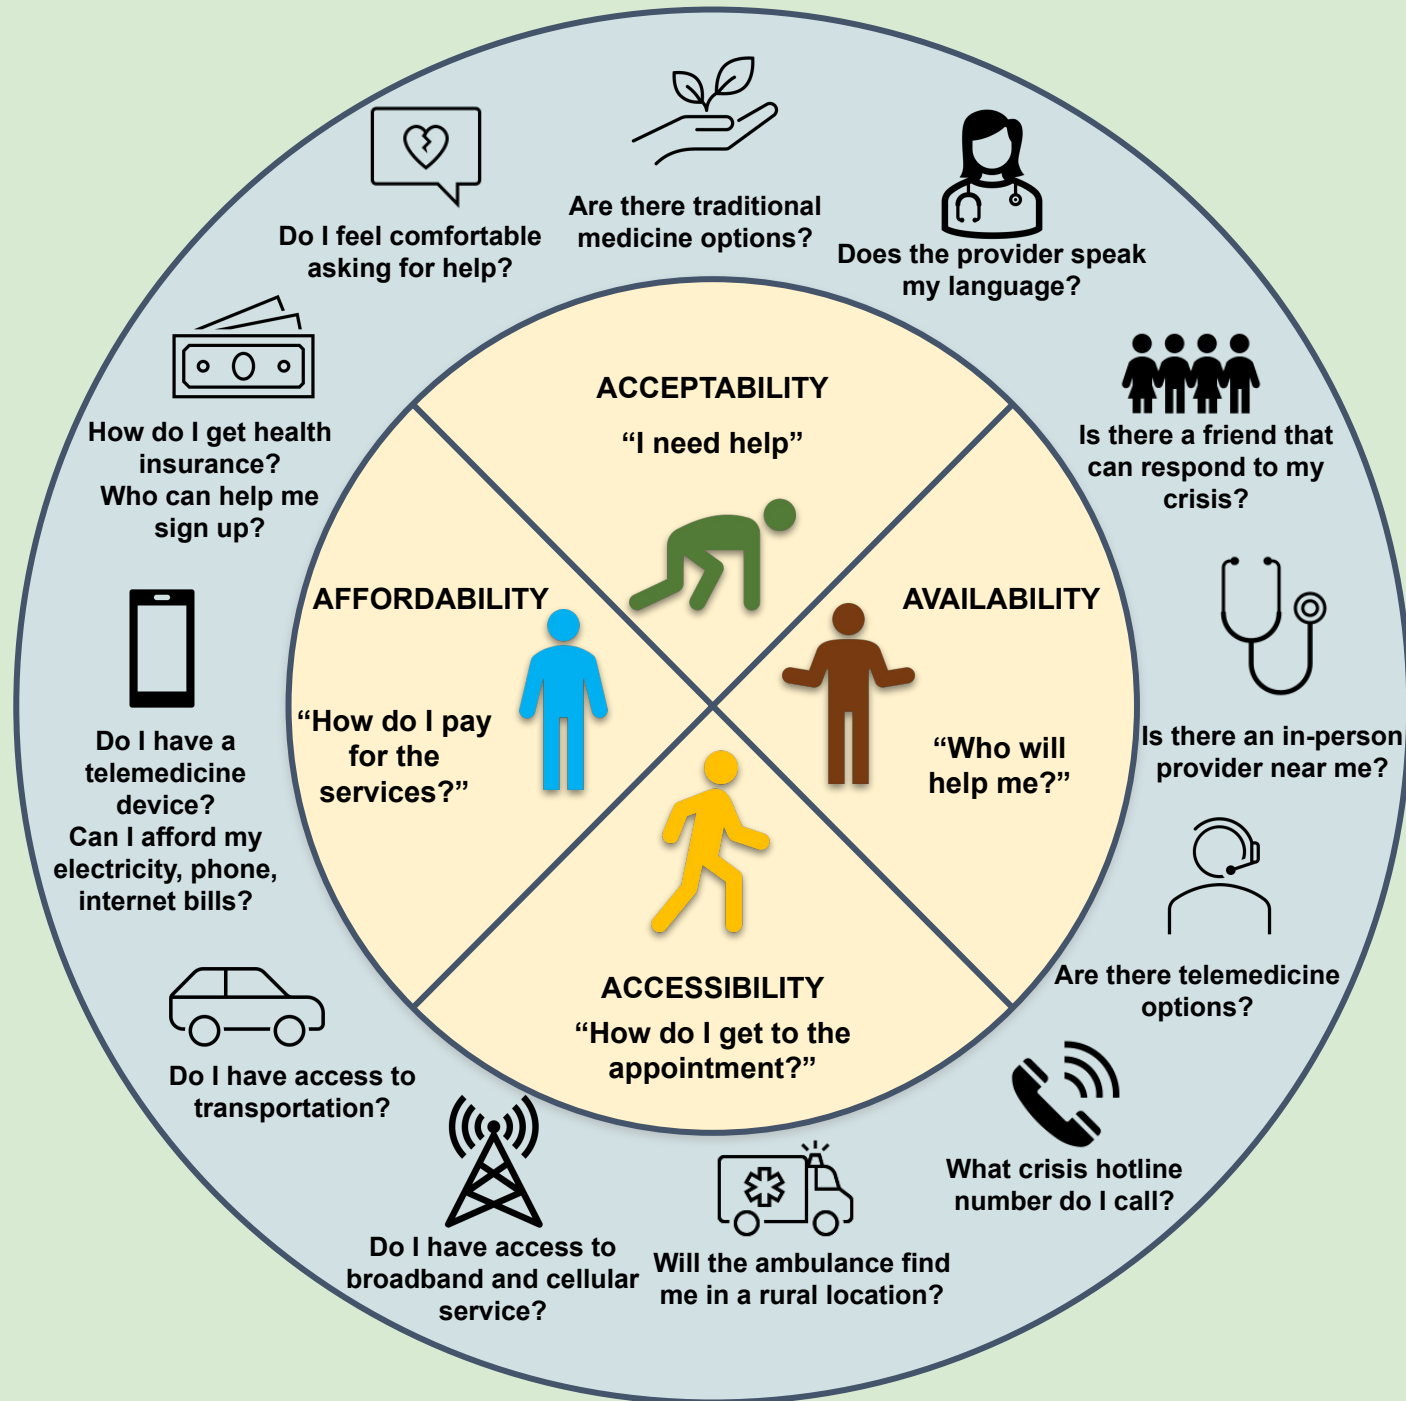 Do I feel comfortable
asking for help?
Are there traditional
medicine options?
Does the provider speak
my language?
Is there a friend that
can respond to my
crisis?
Is there an in-person
provider near me?
Are there telemedicine
options?
What crisis hotline
number do I call?
Will the ambulance find
me in a rural location?
Do I have access to
broadband and cellular
service?
Do I have access to
transportation?
Do I have a
telemedicine
device?
Can I afford my
electricity, phone,
internet bills?
How do I get health
insurance?
Who can help me
sign up?
ACCEPTABILITY
“I need help”
AVAILABILITY
“Who will
help me?”
ACCESSIBILITY
“How do I get to the
appointment?”
AFFORDABILITY
“How do I pay
for the
services?”